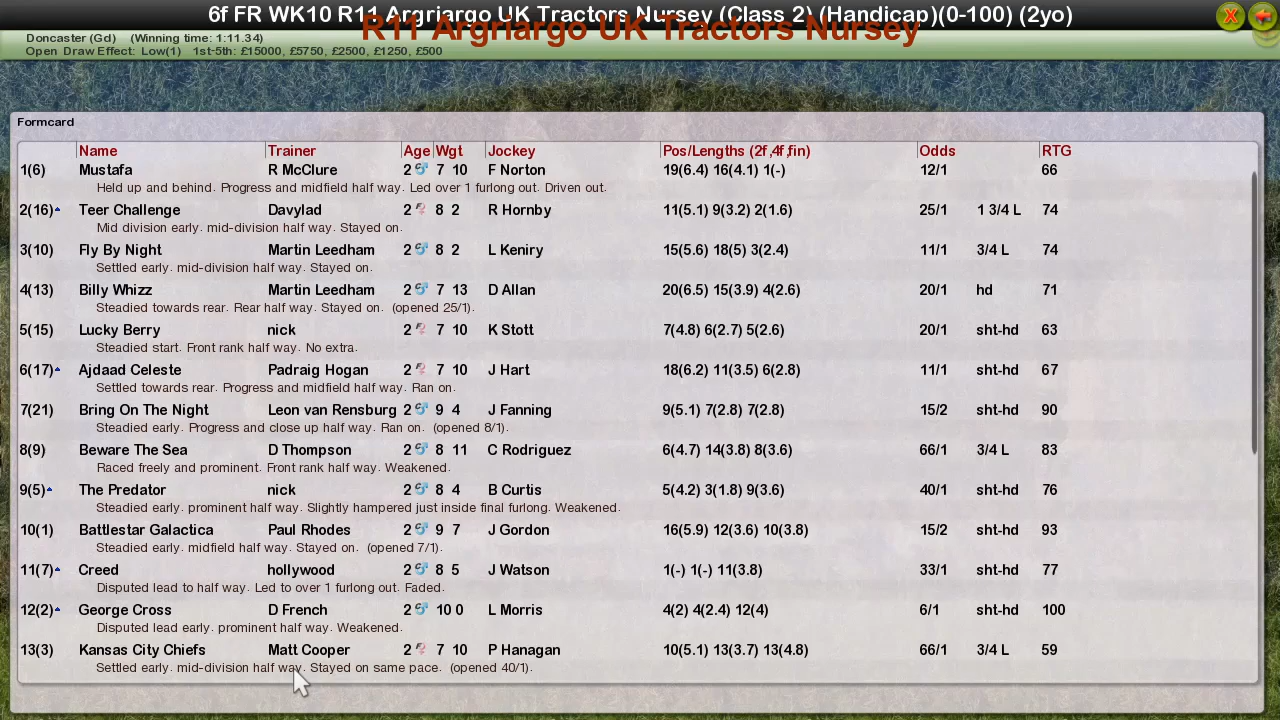 6f FR WK10 R11 Argriargo UK Tractors Nursey (Class 2) (Handicap)(0-100) (2yo)
R11 Argriargo UK Tractors Nursey
Doncaster (Gd) (Winning time: 1:11.34)
Open Draw Effect: Low(1) 1st-5th: £15000, £5750, £2500, £1250, £500
Formcard
Name Trainer Age Wgt Jockey Pos/Lengths (2f,4f,fin) Odds RTG
1(6) Mustafa R McClure 2 7 10 F Norton 19(6.4) 16(4.1) 1(-) 12/1 66
Held up and behind. Progress and midfield half way. Led over 1 furlong out. Driven out.
2(16) Teer Challenge Davylad 2 8 2 R Hornby 11(5.1) 9(3.2) 2(1.6) 25/1 1 3/4 L 74
Mid division early. mid-division half way. Stayed on.
3(10) Fly By Night Martin Leedham 2 8 2 L Keniry 15(5.6) 18(5) 3(2.4) 11/1 3/4 L 74
Settled early. mid-division half way. Stayed on.
4(13) Billy Whizz Martin Leedham 2 7 13 D Allan 20(6.5) 15(3.9) 4(2.6) 20/1 hd 71
Steadied towards rear. Rear half way. Stayed on. (opened 25/1).
5(15) Lucky Berry nick 2 7 10 K Stott 7(4.8) 6(2.7) 5(2.6) 20/1 sht-hd 63
Steadied start. Front rank half way. No extra.
6(17) Ajdaad Celeste Padraig Hogan 2 7 10 J Hart 18(6.2) 11(3.5) 6(2.8) 11/1 sht-hd 67
Settled towards rear. Progress and midfield half way. Ran on.
7(21) Bring On The Night Leon van Rensburg 2 9 4 J Fanning 9(5.1) 7(2.8) 7(2.8) 15/2 sht-hd 90
Steadied early. Progress and close up half way. Ran on. (opened 8/1).
8(9) Beware The Sea D Thompson 2 8 11 C Rodriguez 6(4.7) 14(3.8) 8(3.6) 66/1 3/4 L 83
Raced freely and prominent. Front rank half way. Weakened.
9(5) The Predator nick 2 8 4 B Curtis 5(4.2) 3(1.8) 9(3.6) 40/1 sht-hd 76
Steadied early. prominent half way. Slightly hampered just inside final furlong. Weakened.
10(1) Battlestar Galactica Paul Rhodes 2 9 7 J Gordon 16(5.9) 12(3.6) 10(3.8) 15/2 sht-hd 93
Steadied early. midfield half way. Stayed on. (opened 7/1).
11(7) Creed hollywood 2 8 5 J Watson 1(-) 1(-) 11(3.8) 33/1 sht-hd 77
Disputed lead to half way. Led to over 1 furlong out. Faded.
12(2) George Cross D French 2 10 0 L Morris 4(2) 4(2.4) 12(4) 6/1 sht-hd 100
Disputed lead early. prominent half way. Weakened.
13(3) Kansas City Chiefs Matt Cooper 2 7 10 P Hanagan 10(5.1) 13(3.7) 13(4.8) 66/1 3/4 L 59
Settled early. mid-division half way. Stayed on same pace. (opened 40/1).